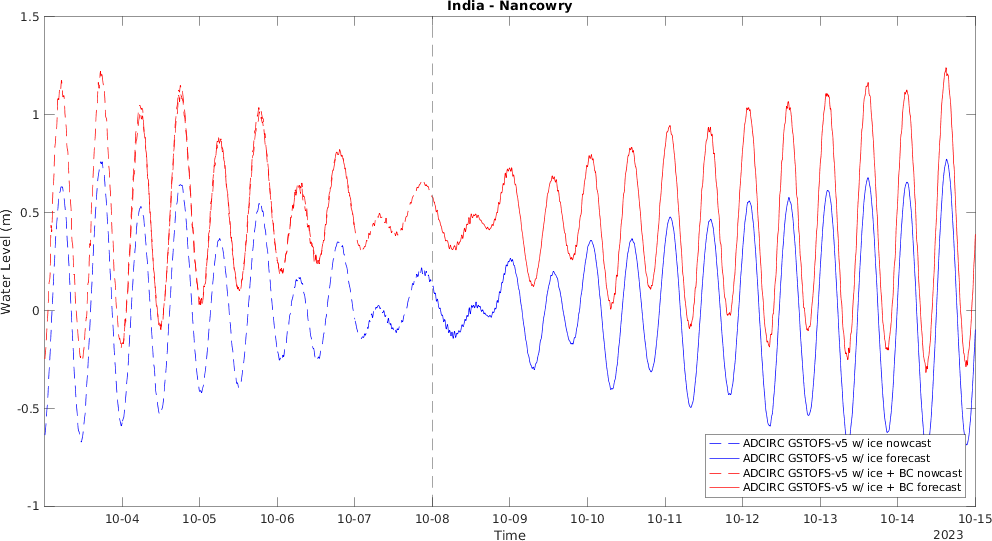 India - Nancowry
Water Level (m)
1.5
1
0.5
0
-0.5
-1
10-04 10-05 10-06 10-07 10-08 10-09 10-10 10-11 10-12 10-13 10-14 10-15
Time
2023
ADCIRC GSTOFS-v5 w/ ice nowcast
ADCIRC GSTOFS-v5 w/ ice forecast
ADCIRC GSTOFS-v5 w/ ice + BC nowcast
ADCIRC GSTOFS-v5 w/ ice + BC forecast